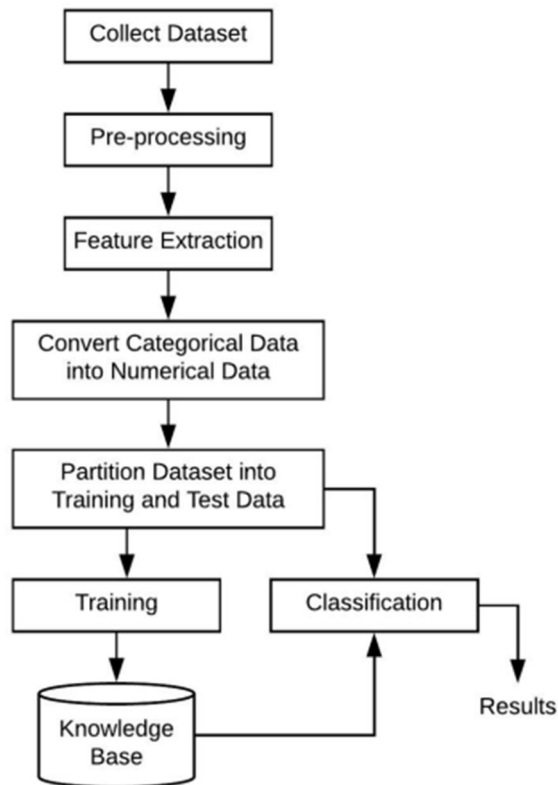 Collect Dataset
Pre-processing
Feature Extraction
Convert Categorical Data
into Numerical Data
Partition Dataset into
Training and Test Data
Training
Classification
Results
Knowledge
Base